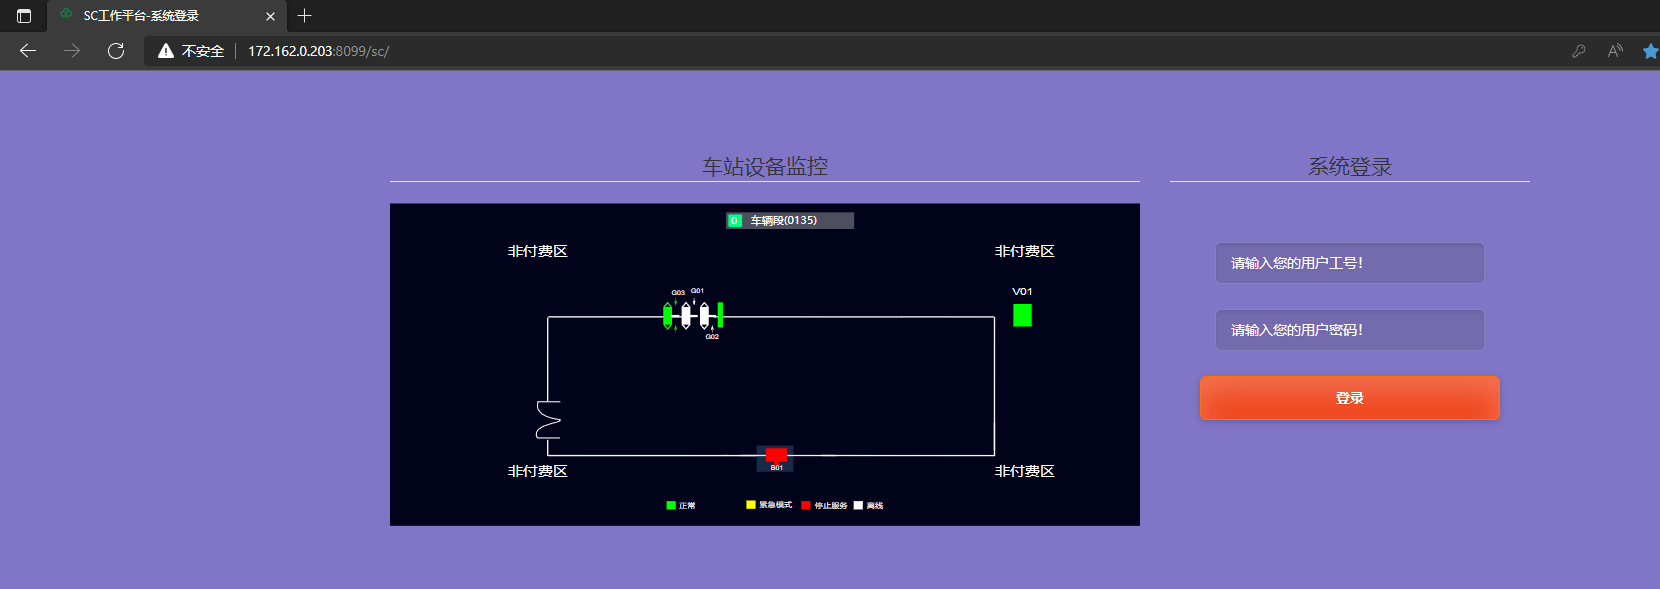 SC工作平台-系统登录
不安全
172.162.0.203:8099/sc/
车站设备监控
系统登录
0 车辆段(0135)
非付费区
非付费区
请输入您的用户工号!
G03
G01
V01
G02
请输入您的用户密码!
登录
B01
非付费区
非付费区
正常
紧急模式
停止服务
离线